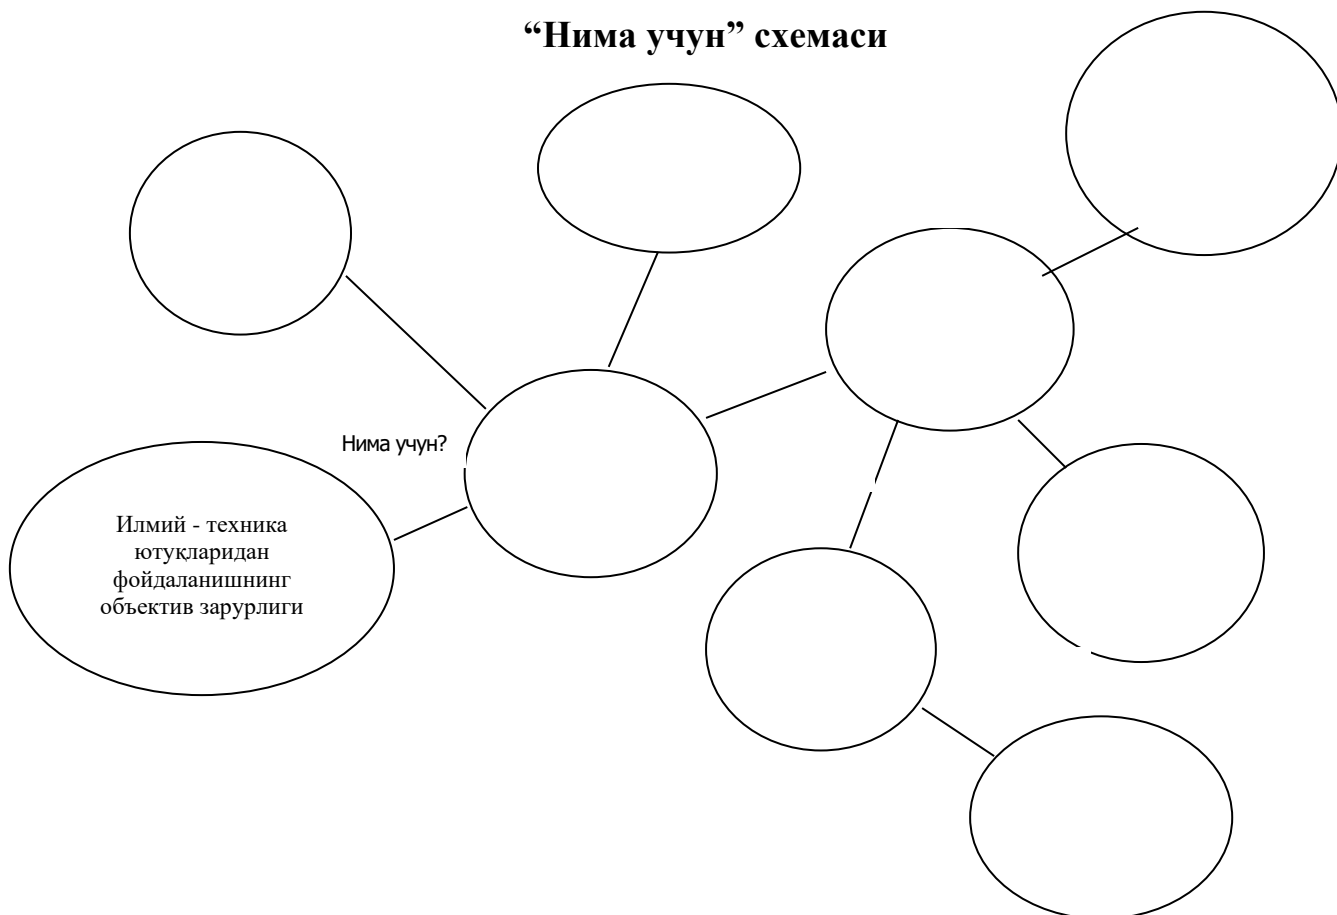 “Нима учун” схемаси
Нима учун?
Илмий - техника
ютуқларидан
фойдаланишнинг
объектив зарурлиги